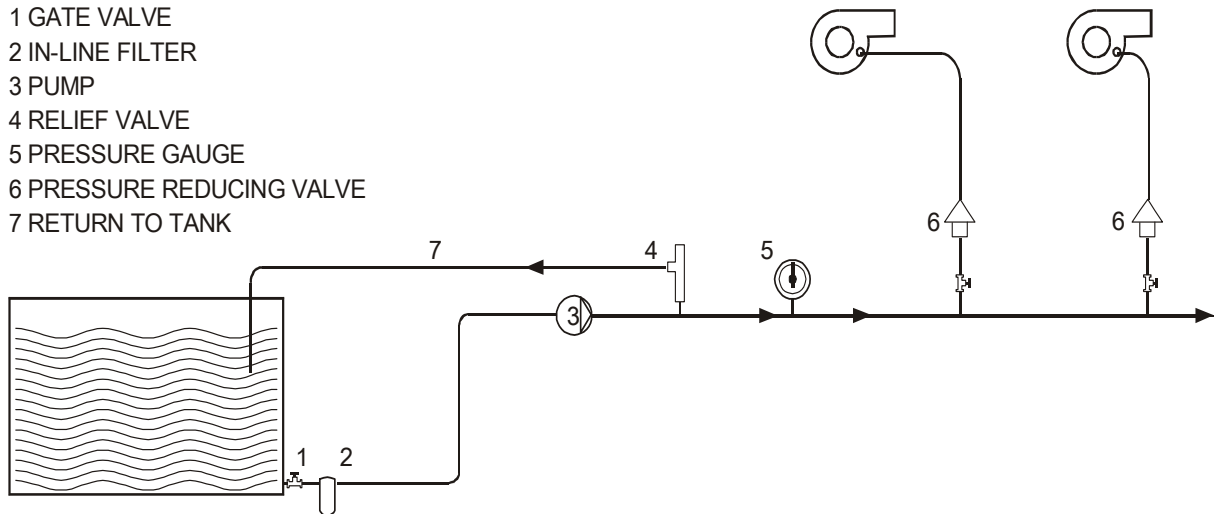 1 GATE VALVE
2 IN-LINE FILTER
3 PUMP
4 RELIEF VALVE
5 PRESSURE GAUGE
6 PRESSURE REDUCING VALVE
7 RETURN TO TANK
6
6
7
4
5
3
1
2